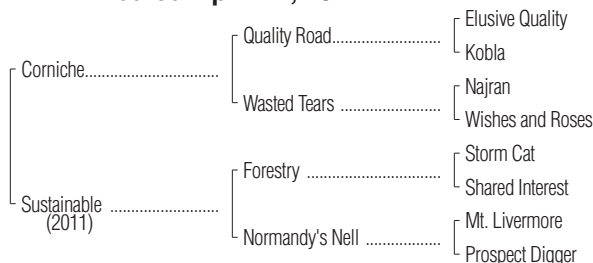 Elusive Quality
Quality Road
Kobla
Corniche
Najran
Wasted Tears
Wishes and Roses
Storm Cat
Forestry
Shared Interest
Sustainable
(2011)
Mt. Livermore
Normandy's Nell
Prospect Digger